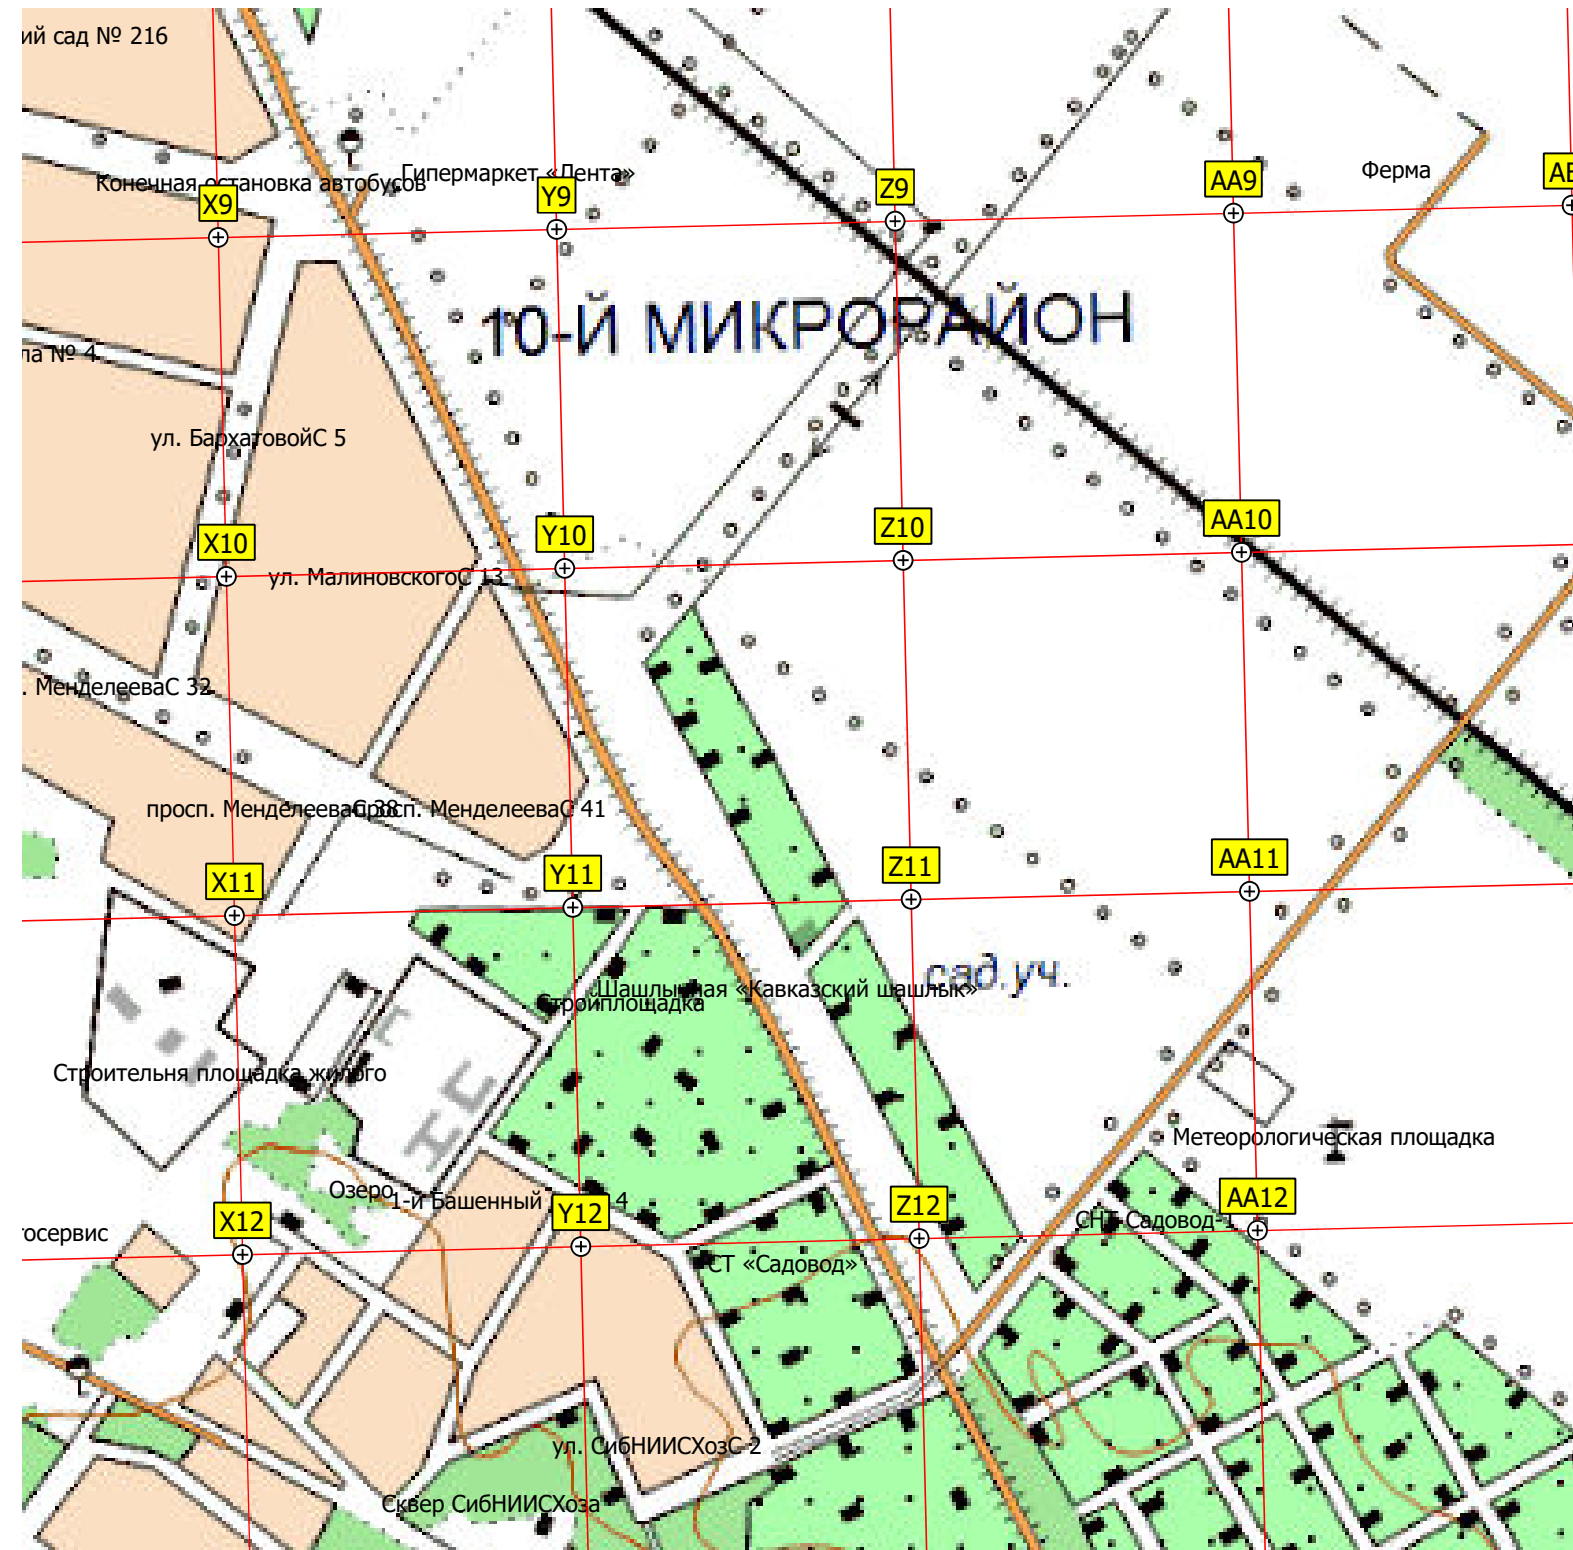 ий сад № 216
Гипермаркет «Лента»
Конечная остановка автобусов
Ферма
X9
Y9
Z9
AA9
10-Й МИКРОРАЙОН
ла № 4
ул. БархатовойС 5
X10
Y10
Z10
AA10
ул. МалиновскогоС 13
. МенделееваС 32
просп. МенделееваС 38
просп. МенделееваС 41
X11
Y11
Z11
AA11
сад.уч.
Шашлычная «Кавказский шашлык»
Стройплощадка
Строительня площадка жилого
Метеорологическая площадка
Озеро
1-й Башенный
4
X12
Y12
Z12
AA12
СНТ Садовод-1
осервис
СТ «Садовод»
ул. СибНИИСХозС 2
Сквер СибНИИСХоза